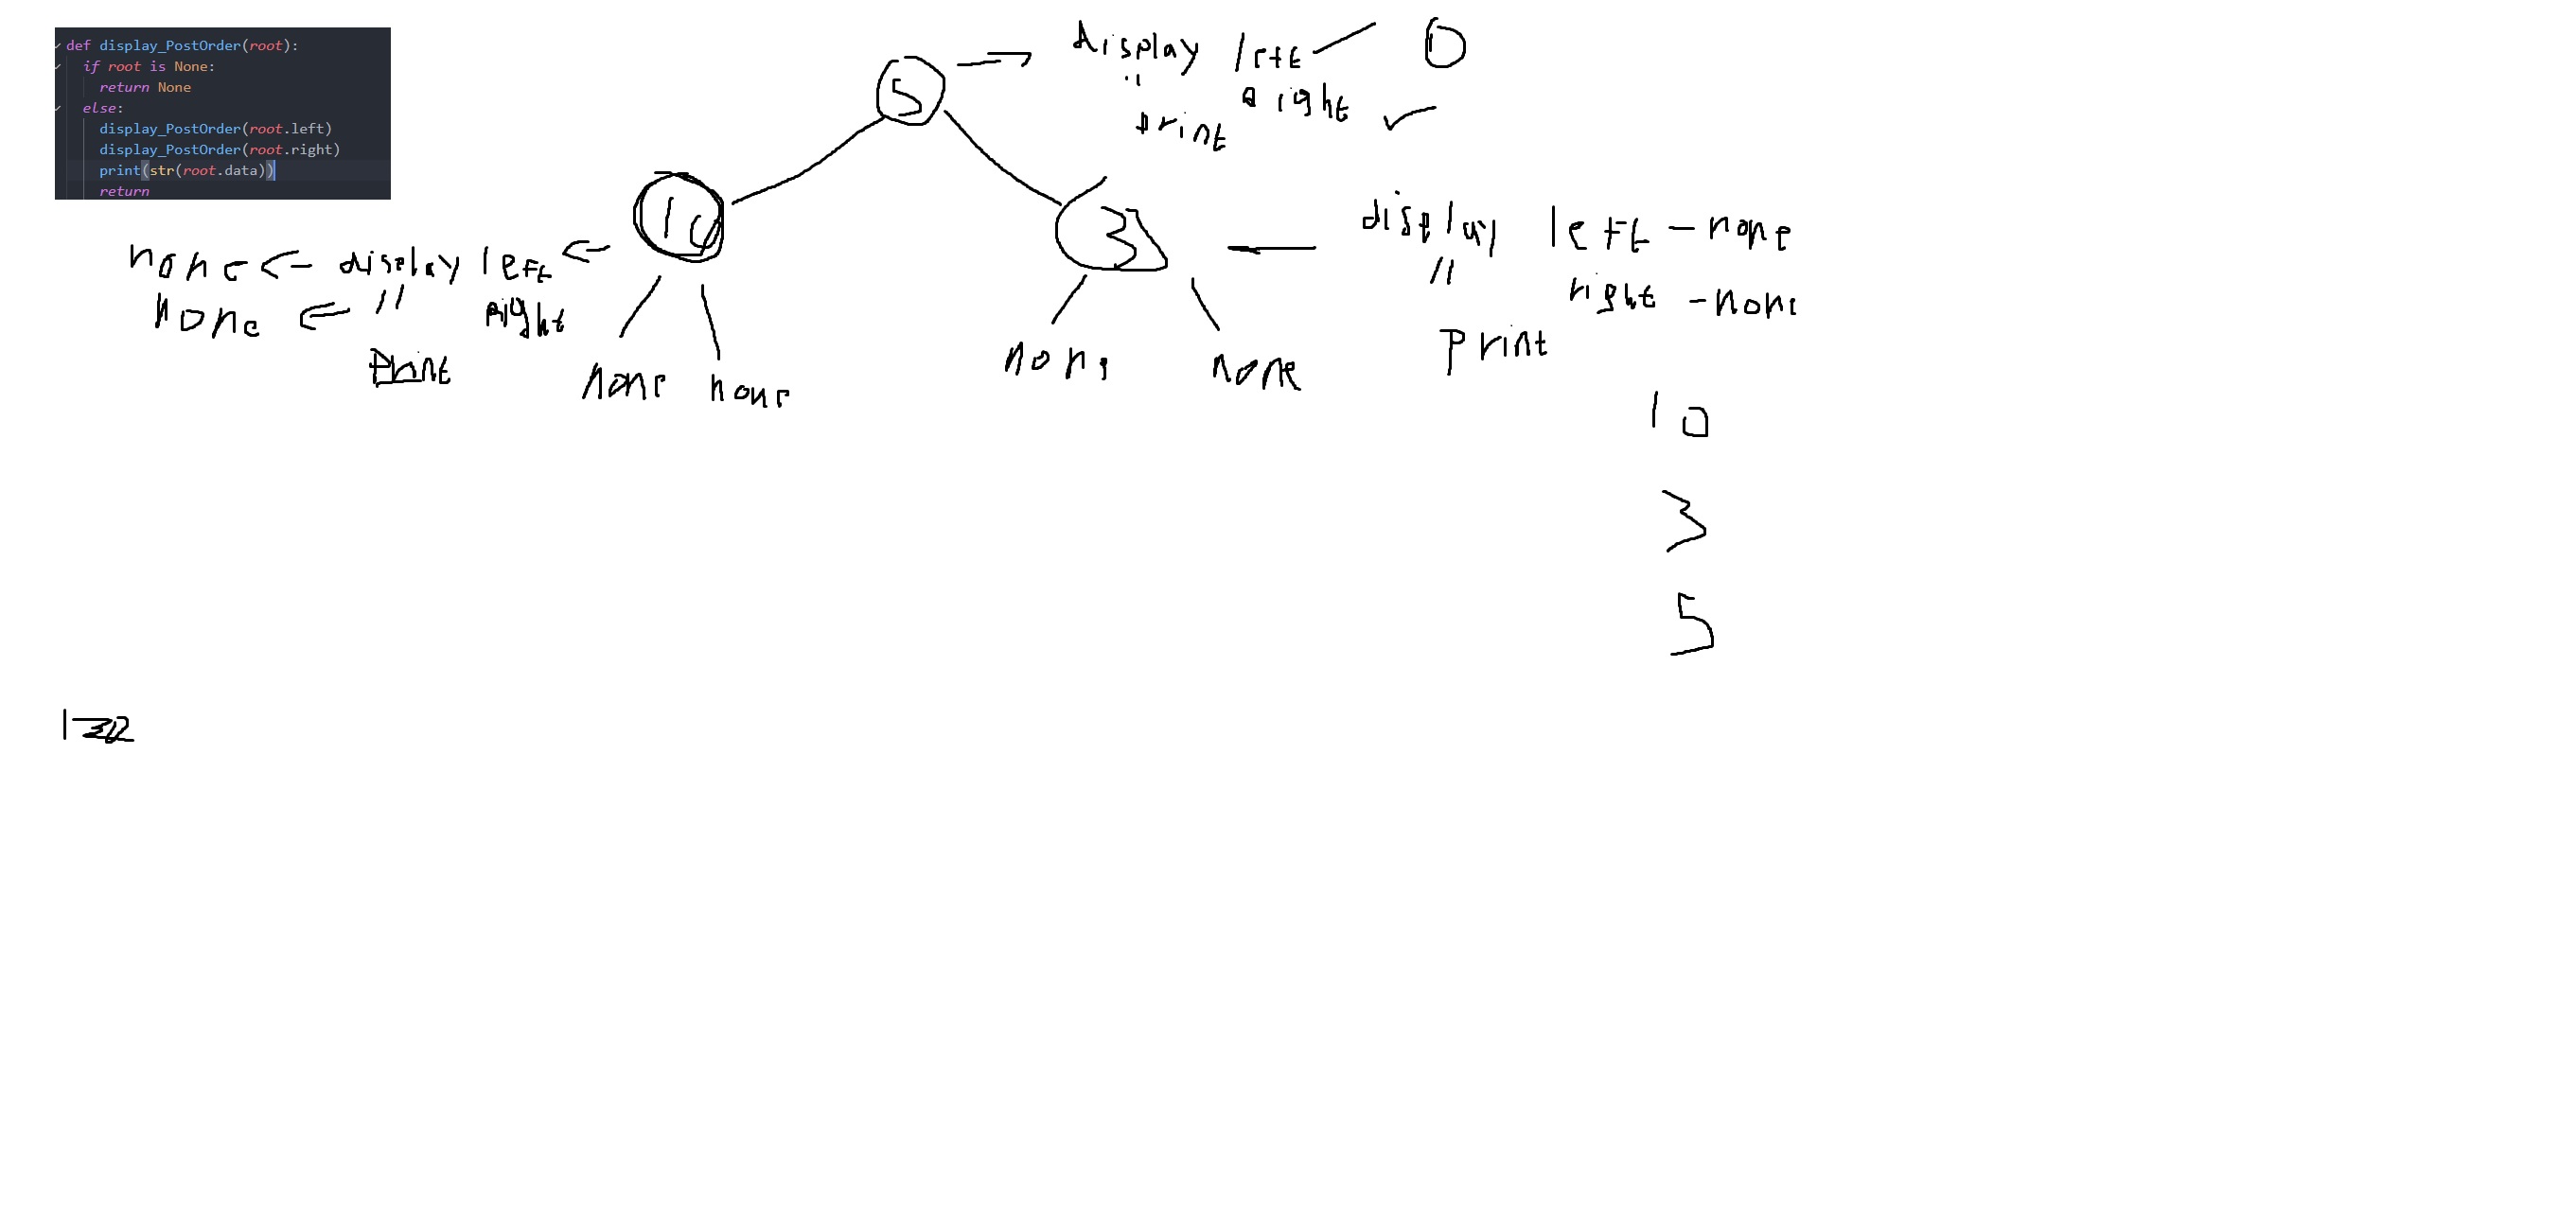 def display_PostOrder(root):
if root is None:
return None
else:
display_PostOrder(root.left)
display_PostOrder(root.right)
print(str(root.data))
return
5
display left
" right
print
10
3
none <- display left
none <- " Right
Print
none none
none none
display left - none
" right - none
Print
10
3
5